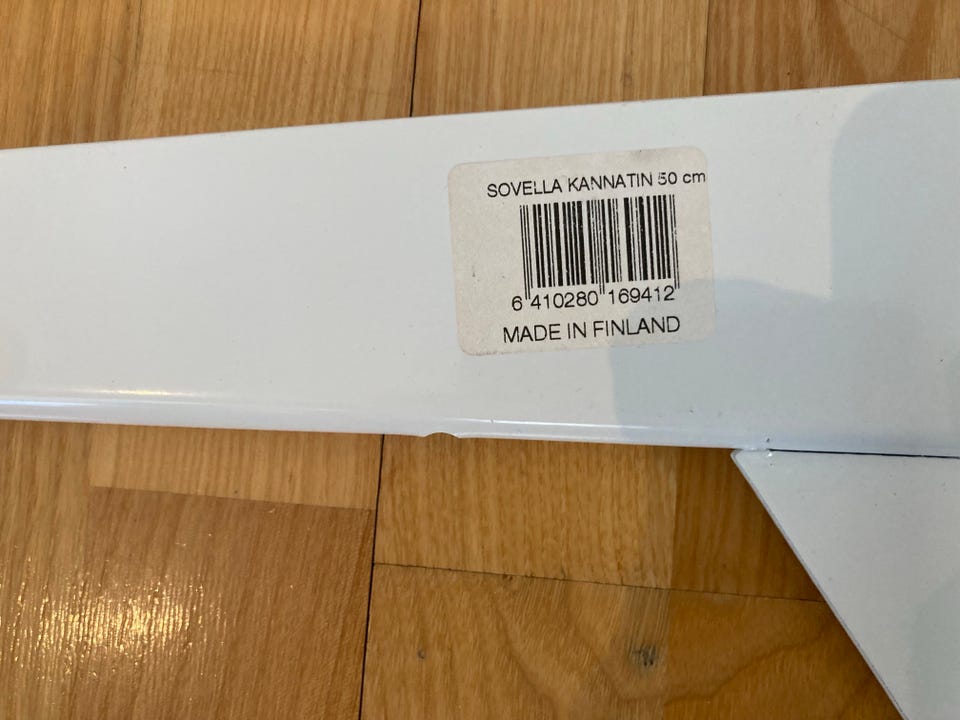 SOVELLA KANNATIN 50 cm
6 410280 169412
MADE IN FINLAND